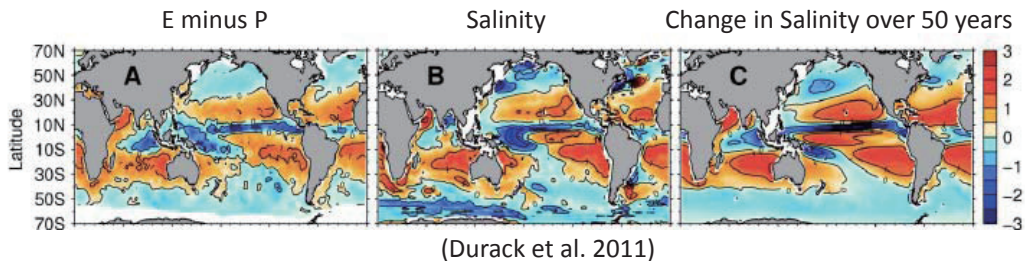 E minus P
Salinity
Change in Salinity over 50 years
A
B
C
Latitude
70N
50N
30N
10N
10S
30S
50S
70S
3
2
1
0
−1
−2
−3
(Durack et al. 2011)